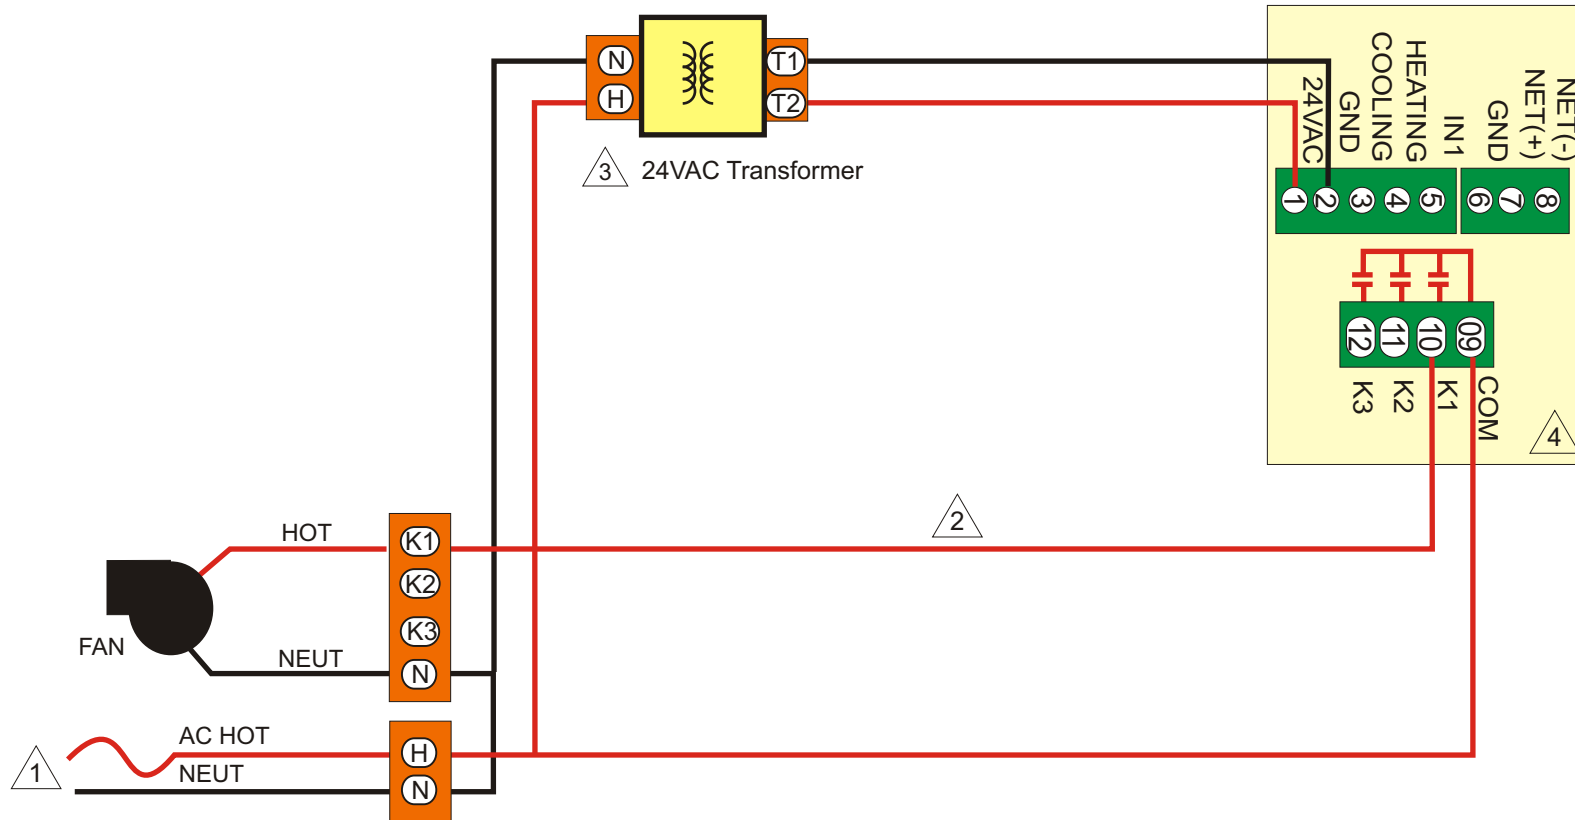 N
H
T1
T2
3
24VAC Transformer
24VAC
GND
COOLING
HEATING
IN1
GND
NET(+)
NET(-)
1
2
3
4
5
6
7
8
12
11
10
09
K3
K2
K1
COM
4
2
HOT
K1
K2
K3
FAN
NEUT
N
1
AC HOT
H
NEUT
N